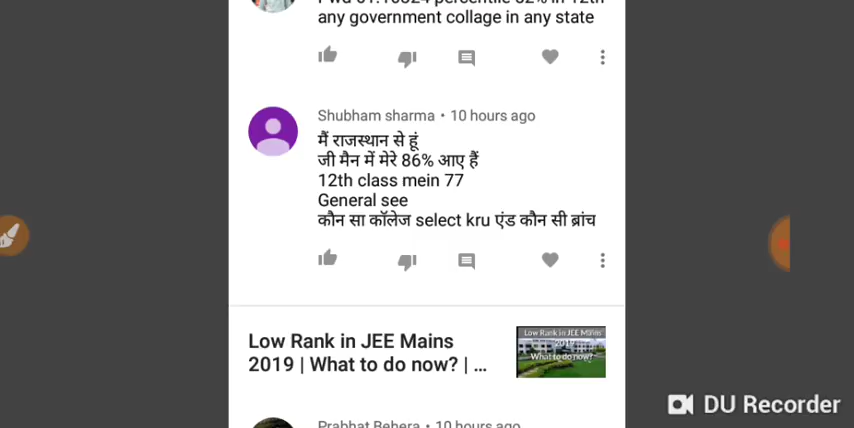 any government collage in any state
Shubham sharma • 10 hours ago
मैं राजस्थान से हूं
जी मैन में मेरे 86% आए हैं
12th class mein 77
General see
कौन सा कॉलेज select kru एंड कौन सी ब्रांच
Low Rank in JEE Mains
2019 | What to do now? | ...
Low Rank in JEE Mains
2019
What to do now?
DU Recorder
Prabhat Behera • 10 hours ago